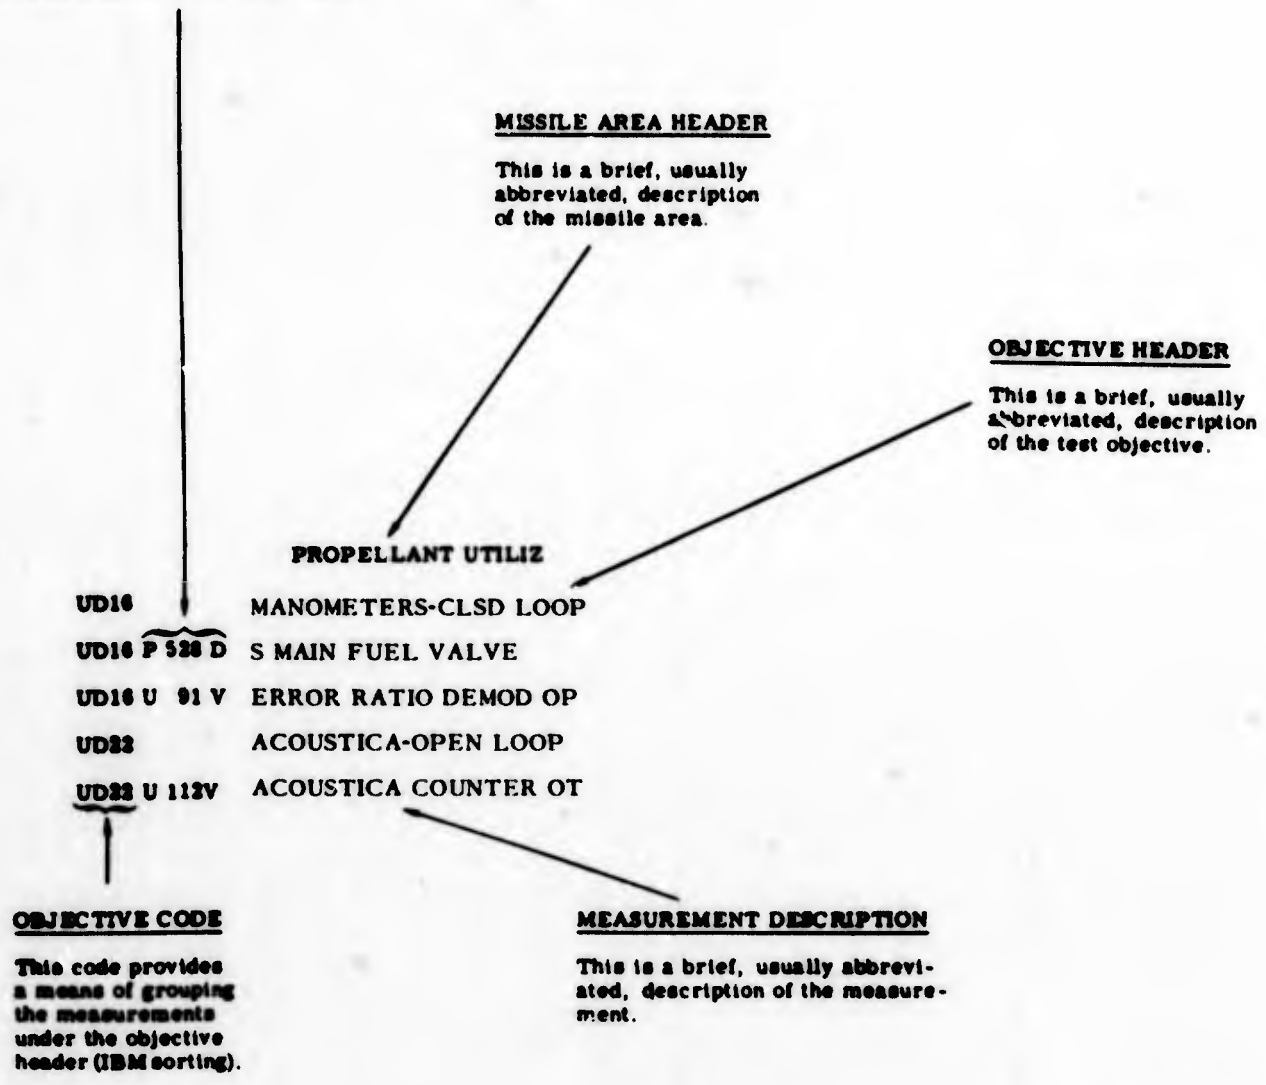 MISSILE AREA HEADER
This is a brief, usually
abbreviated, description
of the missile area.
OBJECTIVE HEADER
This is a brief, usually
abbreviated, description
of the test objective.
PROPELLANT UTILIZ
UD16 MANOMETERS-CLSD LOOP
UD16 P 528 D S MAIN FUEL VALVE
UD16 U 91 V ERROR RATIO DEMOD OP
UD22 ACOUSTICA-OPEN LOOP
UD22 U 112V ACOUSTICA COUNTER OT
OBJECTIVE CODE
This code provides
a means of grouping
the measurements
under the objective
header (IBM sorting).
MEASUREMENT DESCRIPTION
This is a brief, usually abbrevi-
ated, description of the measure-
ment.